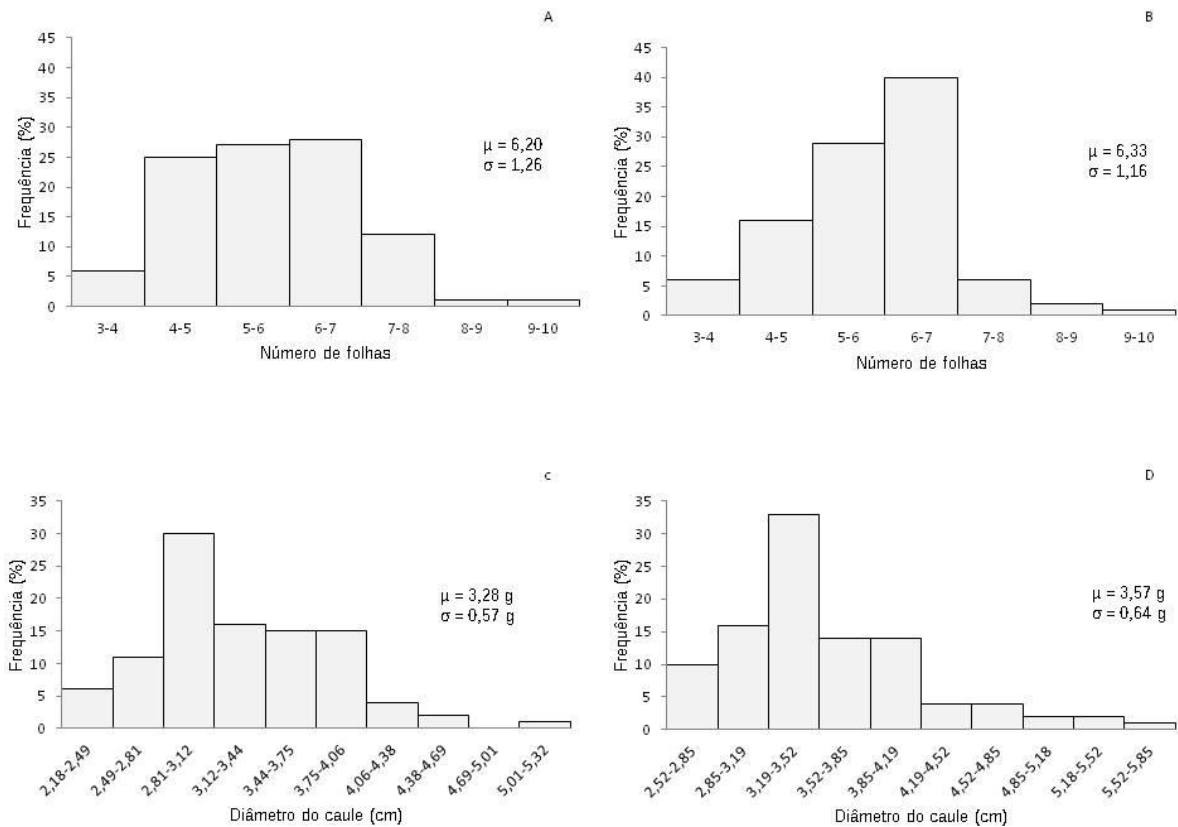 A
45
40
35
30
25
20
15
10
5
0
Frequência (%)
μ = 6,20
σ = 1,26
3-4 4-5 5-6 6-7 7-8 8-9 9-10
Número de folhas
B
45
40
35
30
25
20
15
10
5
0
Frequência (%)
μ = 6,33
σ = 1,16
3-4 4-5 5-6 6-7 7-8 8-9 9-10
Número de folhas
c
35
30
25
20
15
10
5
0
Frequência (%)
μ = 3,28 g
σ = 0,57 g
2,18-2,49 2,49-2,81 2,81-3,12 3,12-3,44 3,44-3,75 3,75-4,06 4,06-4,38 4,38-4,69 4,69-5,01 5,01-5,32
Diâmetro do caule (cm)
D
35
30
25
20
15
10
5
0
Frequência (%)
μ = 3,57 g
σ = 0,64 g
2,52-2,85 2,85-3,19 3,19-3,52 3,52-3,85 3,85-4,19 4,19-4,52 4,52-4,85 4,85-5,18 5,18-5,52 5,52-5,85
Diâmetro do caule (cm)